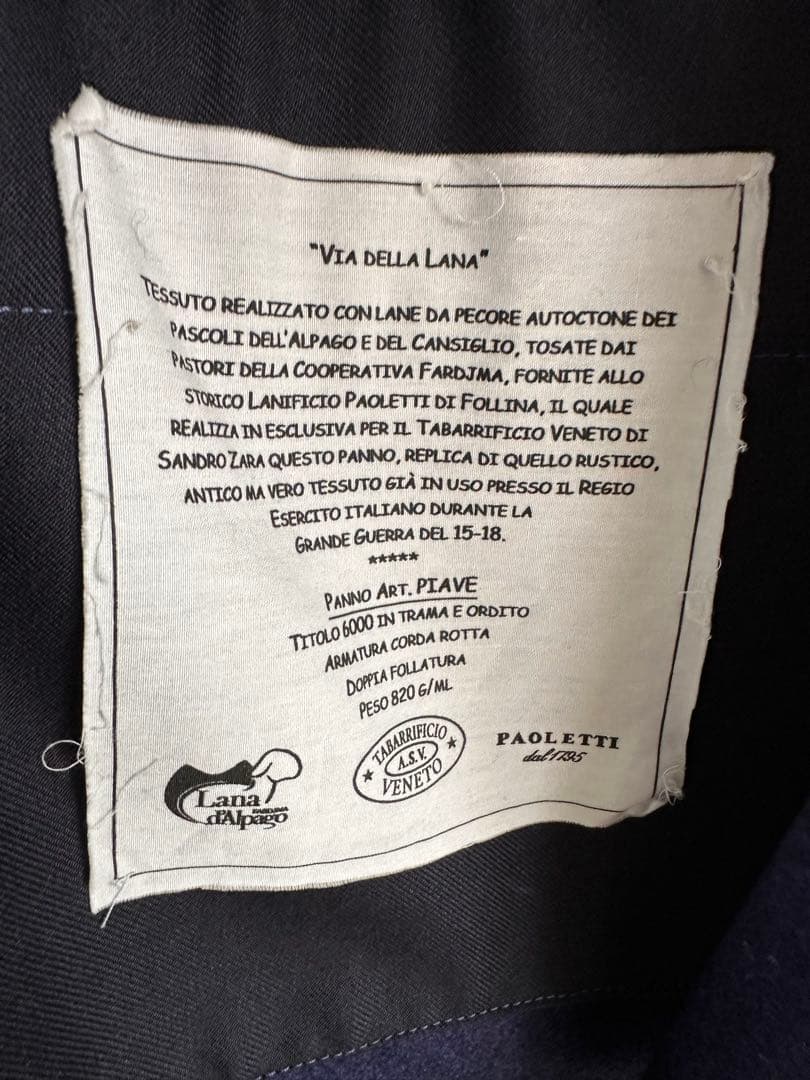 "VIA DELLA LANA"
TESSUTO REALIZZATO CON LANE DA PECORE AUTOCTONE DEI
PASCOLI DELL'ALPAGO E DEL CANSIGLIO, TOSATE DAI
PASTORI DELLA COOPERATIVA FARDJMA, FORNITE ALLO
STORICO LANIFICIO PAOLETTI DI FOLLINA, IL QUALE
REALIZZA IN ESCLUSIVA PER IL TABARRIFICIO VENETO DI
SANDRO ZARA QUESTO PANNO, REPLICA DI QUELLO RUSTICO,
ANTICO MA VERO TESSUTO GIÀ IN USO PRESSO IL REGIO
ESERCITO ITALIANO DURANTE LA
GRANDE GUERRA DEL 15-18.
*****
PANNO ART. PIAVE
TITOLO 6000 IN TRAMA E ORDITO
ARMATURA CORDA ROTTA
DOPPIA FOLLATURA
PESO 820 G/ML
Lana
FARDJMA
d'Alpago
TABARRIFICIO
A.S.V.
VENETO
PAOLETTI
dal 1795